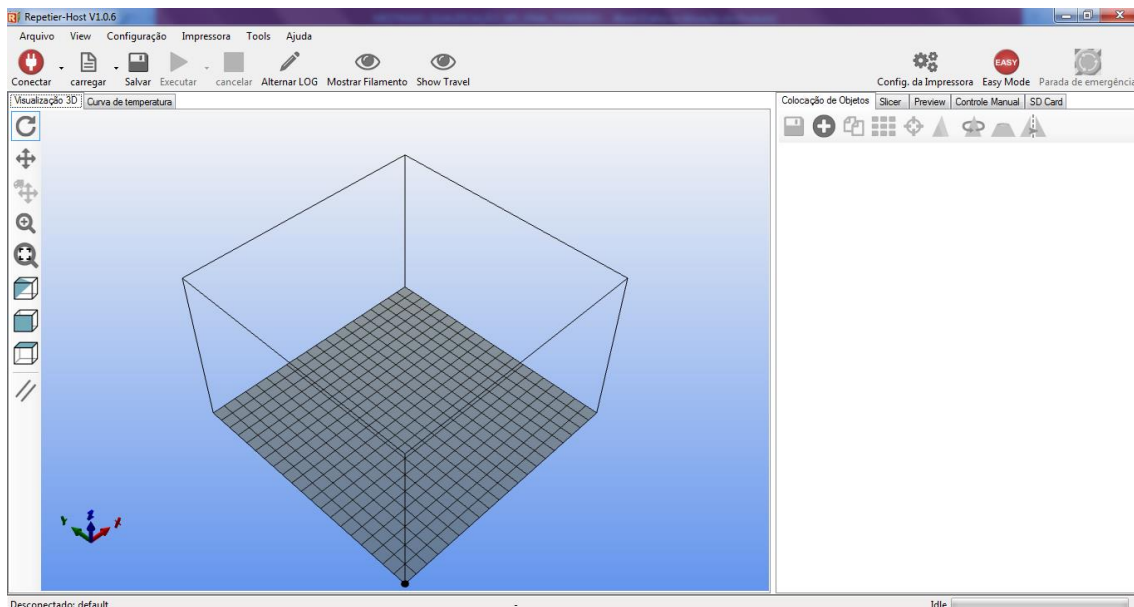 Repetier-Host V1.0.6
Arquivo View Configuração Impressora Tools Ajuda
Conectar carregar Salvar Executar cancelar Alternar LOG Mostrar Filamento Show Travel Config. da Impressora Easy Mode Parada de emergência
EASY
Visualização 3D Curva de temperatura Colocação de Objetos Slicer Preview Controle Manual SD Card
Y Z X
Desconectado: default - Idle